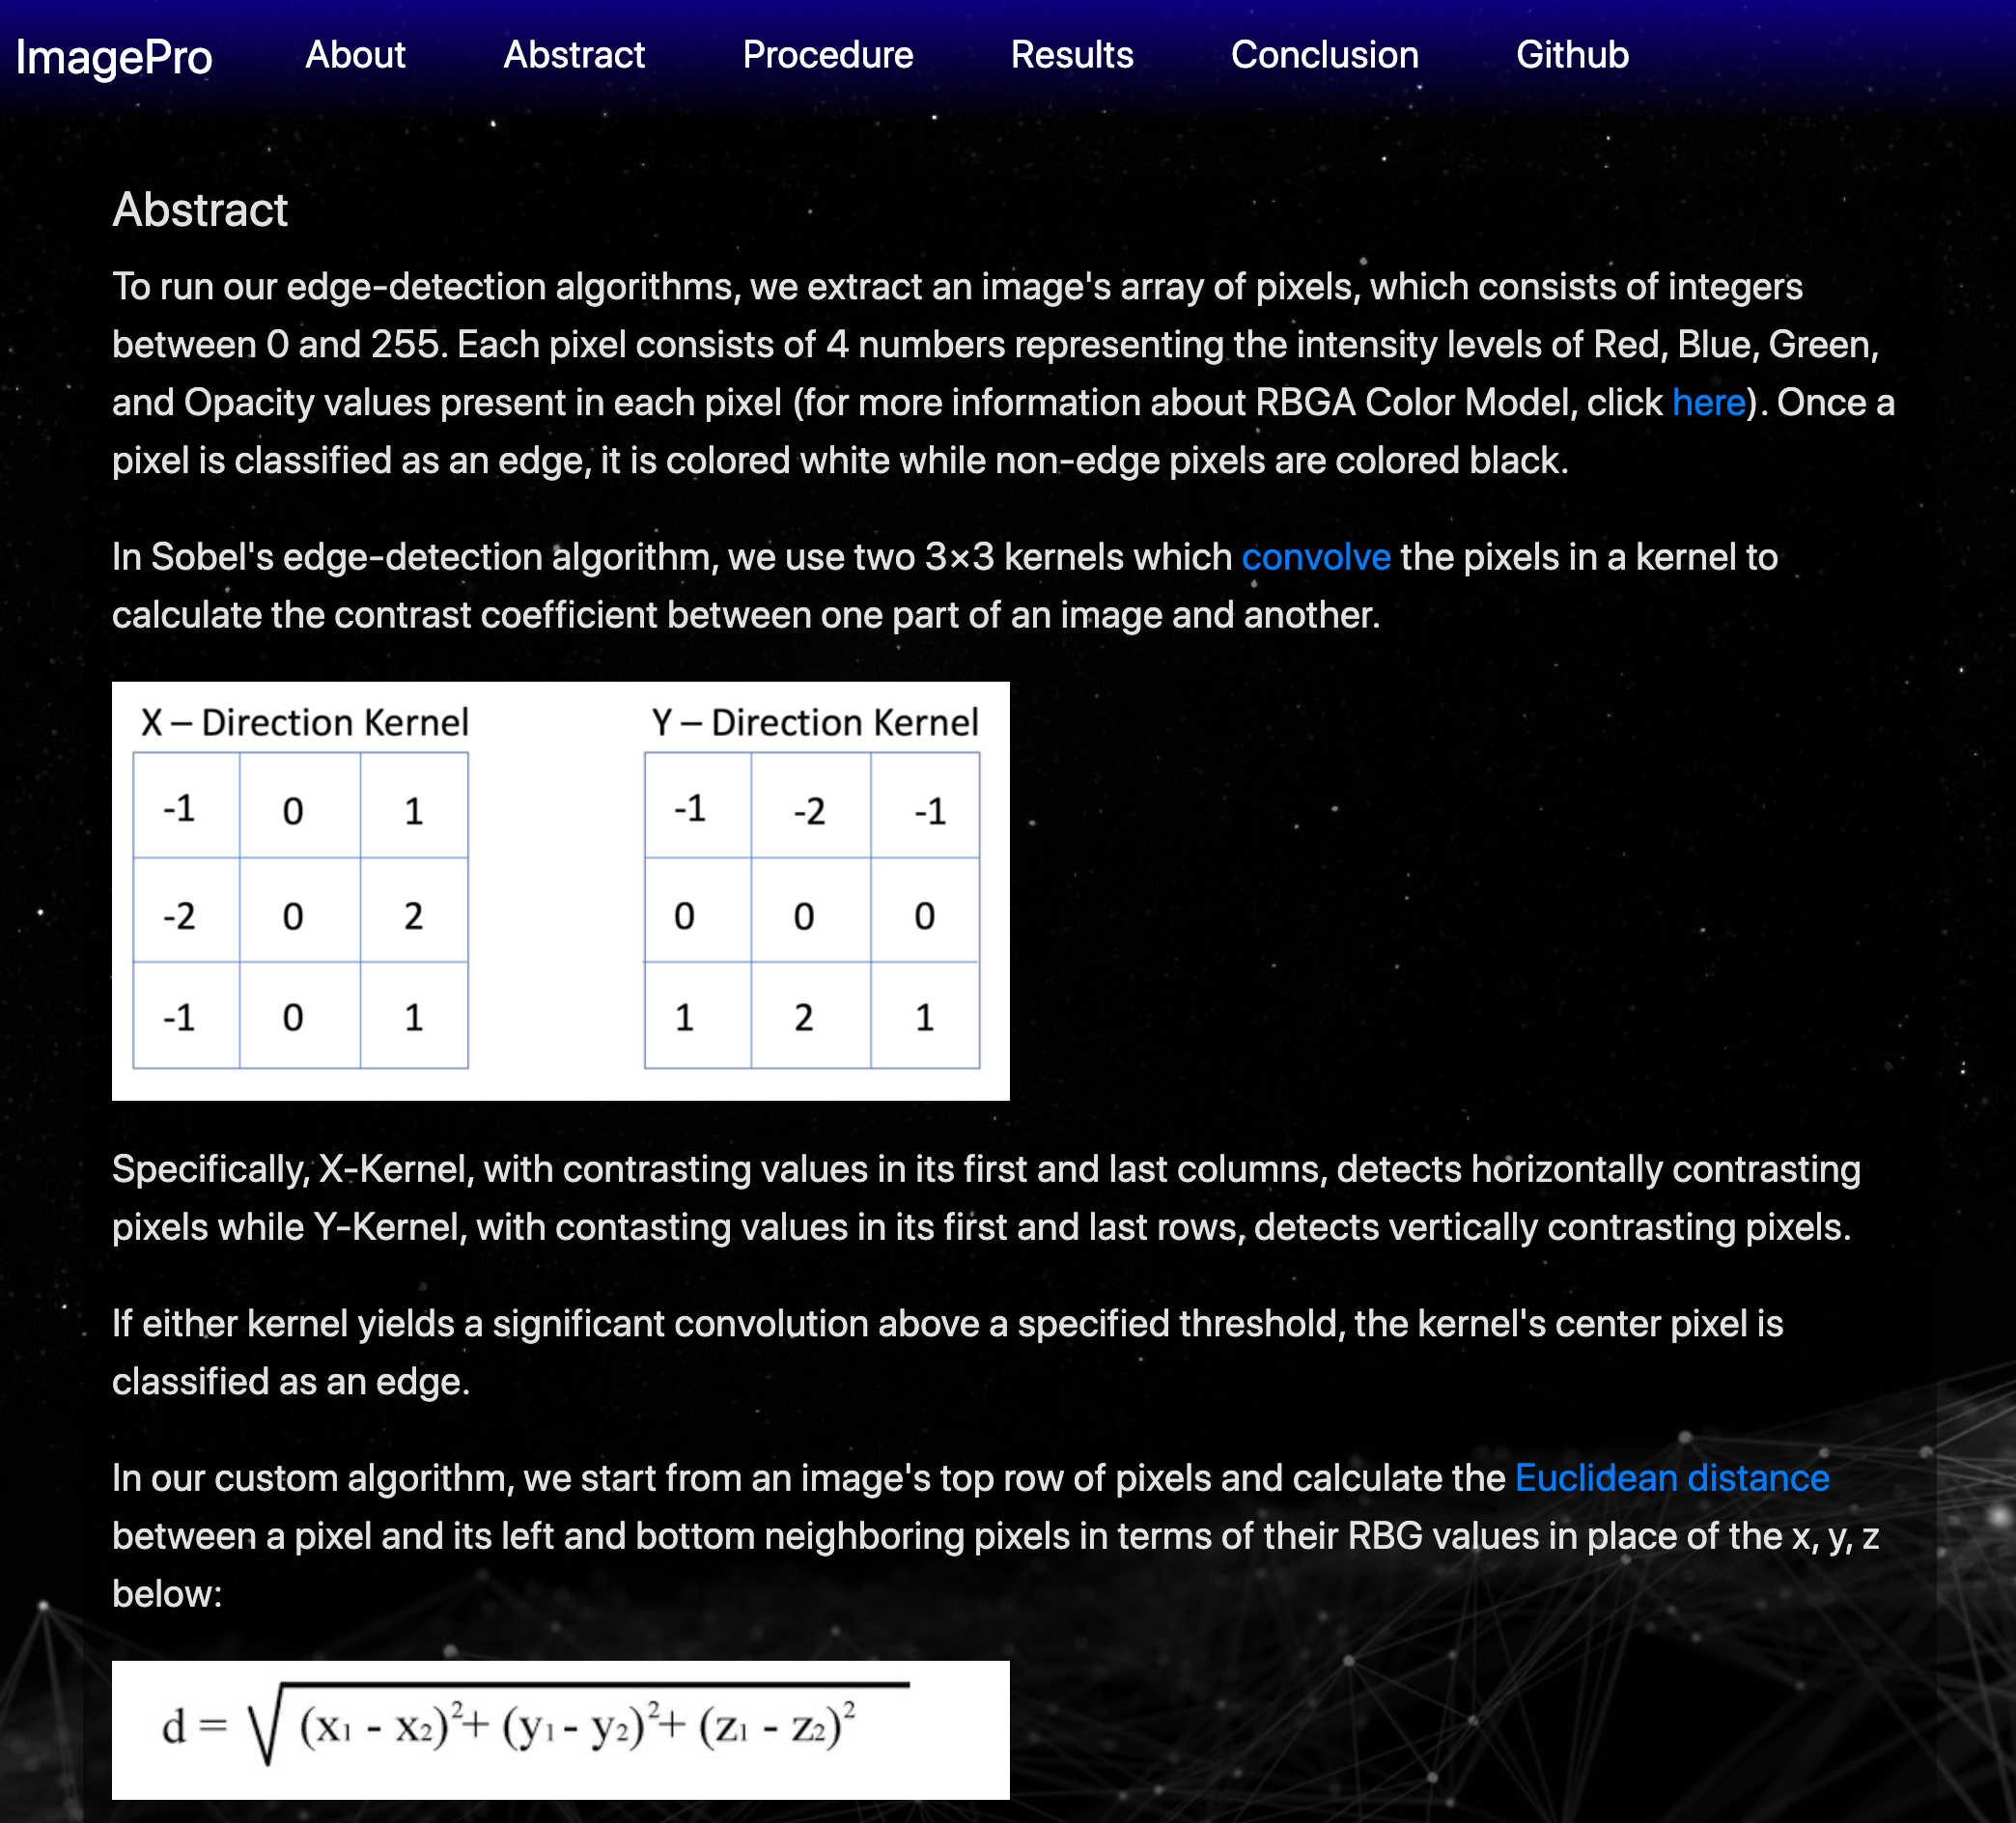 ImagePro About Abstract Procedure Results Conclusion Github
Abstract
To run our edge-detection algorithms, we extract an image's array of pixels, which consists of integers
between 0 and 255. Each pixel consists of 4 numbers representing the intensity levels of Red, Blue, Green,
and Opacity values present in each pixel (for more information about RBGA Color Model, click here). Once a
pixel is classified as an edge, it is colored white while non-edge pixels are colored black.
In Sobel's edge-detection algorithm, we use two 3×3 kernels which convolve the pixels in a kernel to
calculate the contrast coefficient between one part of an image and another.
X – Direction Kernel
-1 0 1
-2 0 2
-1 0 1
Y – Direction Kernel
-1 -2 -1
0 0 0
1 2 1
Specifically, X-Kernel, with contrasting values in its first and last columns, detects horizontally contrasting
pixels while Y-Kernel, with contasting values in its first and last rows, detects vertically contrasting pixels.
If either kernel yields a significant convolution above a specified threshold, the kernel's center pixel is
classified as an edge.
In our custom algorithm, we start from an image's top row of pixels and calculate the Euclidean distance
between a pixel and its left and bottom neighboring pixels in terms of their RBG values in place of the x, y, z
below:
d = √ (x₁ - x₂)²+ (y₁ - y₂)²+ (z₁ - z₂)²